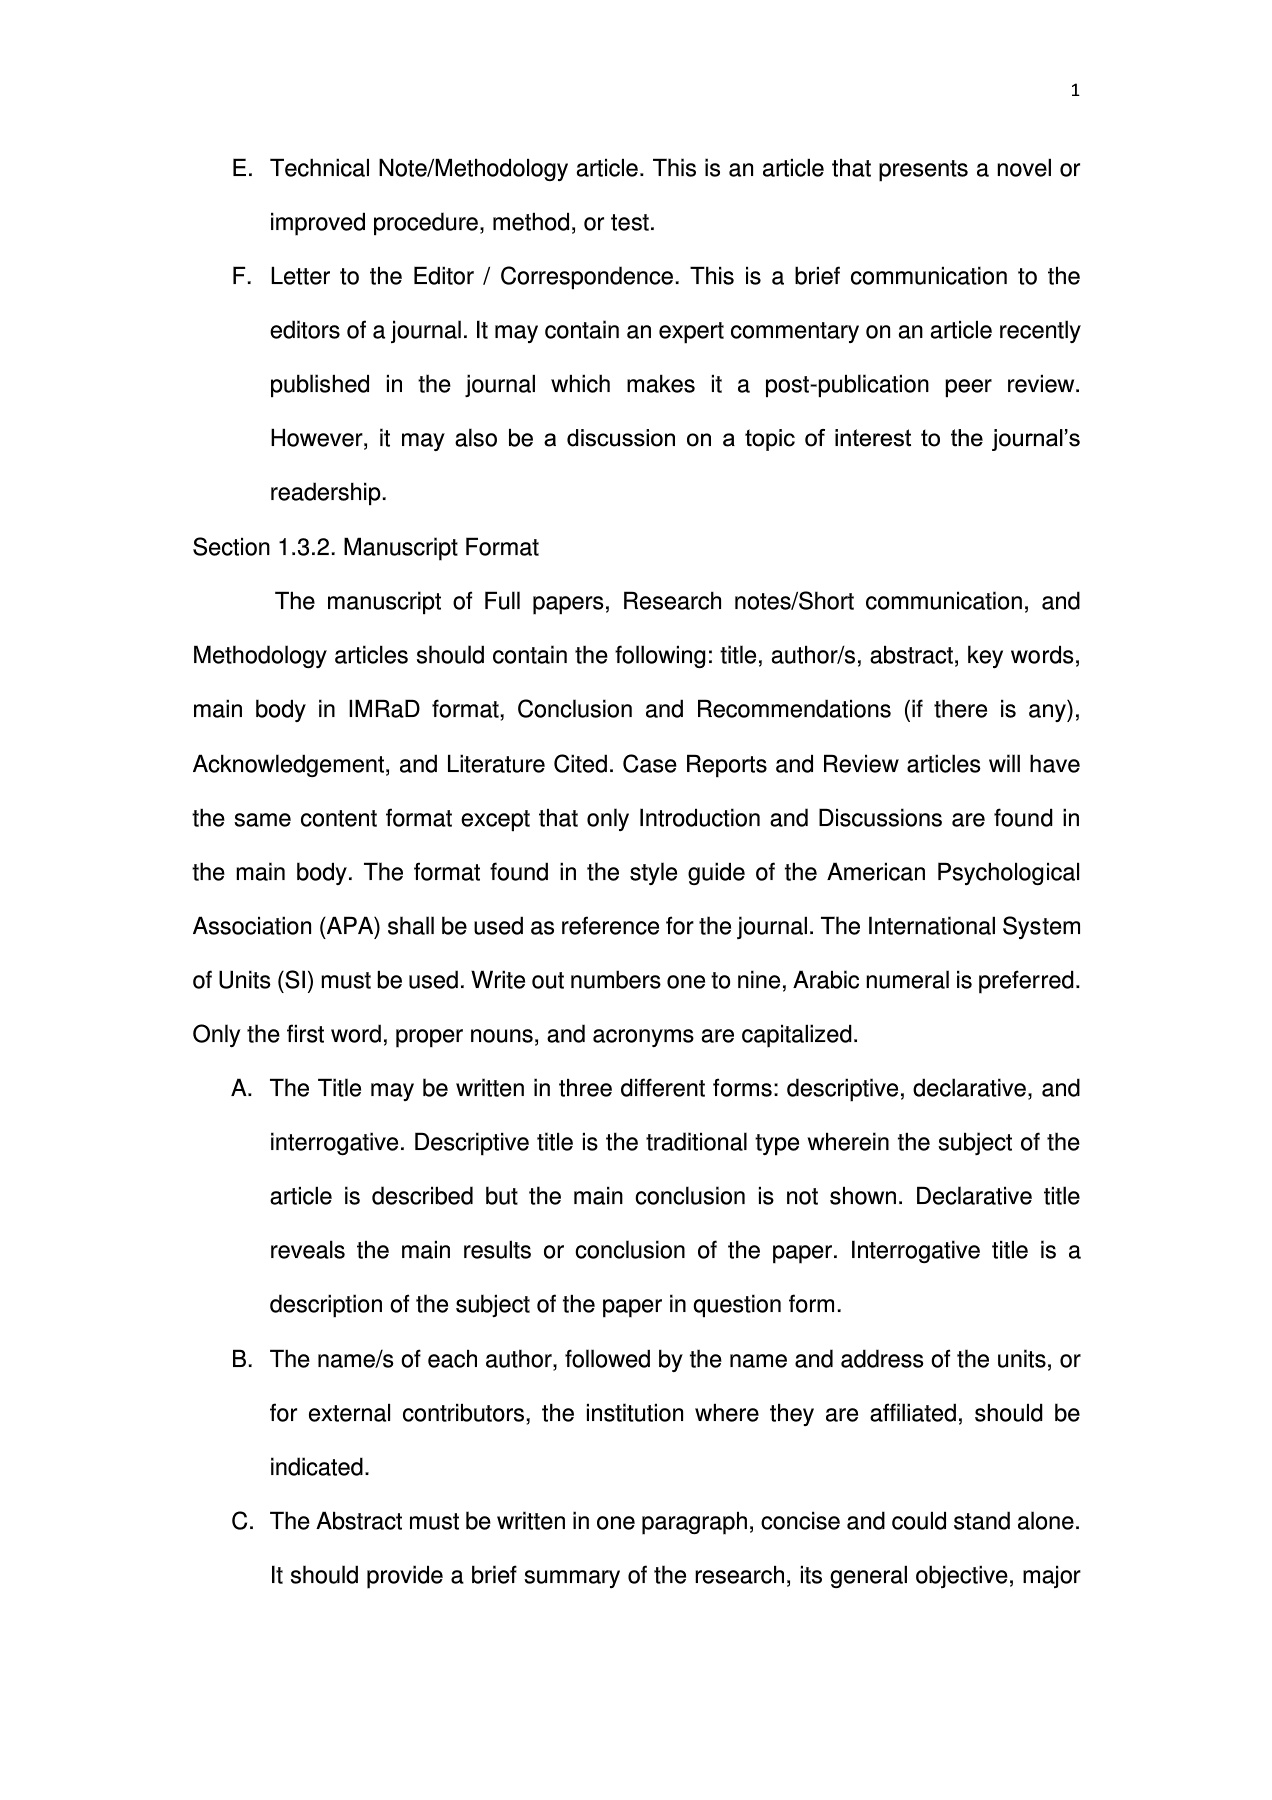 1
E. Technical Note/Methodology article. This is an article that presents a novel or
improved procedure, method, or test.
F. Letter to the Editor / Correspondence. This is a brief communication to the
editors of a journal. It may contain an expert commentary on an article recently
published in the journal which makes it a post-publication peer review.
However, it may also be a discussion on a topic of interest to the journal’s
readership.
Section 1.3.2. Manuscript Format
The manuscript of Full papers, Research notes/Short communication, and
Methodology articles should contain the following: title, author/s, abstract, key words,
main body in IMRaD format, Conclusion and Recommendations (if there is any),
Acknowledgement, and Literature Cited. Case Reports and Review articles will have
the same content format except that only Introduction and Discussions are found in
the main body. The format found in the style guide of the American Psychological
Association (APA) shall be used as reference for the journal. The International System
of Units (SI) must be used. Write out numbers one to nine, Arabic numeral is preferred.
Only the first word, proper nouns, and acronyms are capitalized.
A. The Title may be written in three different forms: descriptive, declarative, and
interrogative. Descriptive title is the traditional type wherein the subject of the
article is described but the main conclusion is not shown. Declarative title
reveals the main results or conclusion of the paper. Interrogative title is a
description of the subject of the paper in question form.
B. The name/s of each author, followed by the name and address of the units, or
for external contributors, the institution where they are affiliated, should be
indicated.
C. The Abstract must be written in one paragraph, concise and could stand alone.
It should provide a brief summary of the research, its general objective, major